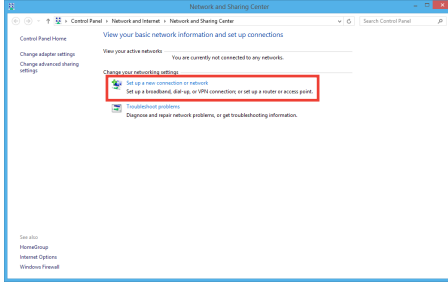 Network and Sharing Center
Control Panel › Network and Internet › Network and Sharing Center
Search Control Panel
Control Panel Home
Change adapter settings
Change advanced sharing
settings
View your basic network information and set up connections
View your active networks
You are currently not connected to any networks.
Change your networking settings
Set up a new connection or network
Set up a broadband, dial-up, or VPN connection; or set up a router or access point.
Troubleshoot problems
Diagnose and repair network problems, or get troubleshooting information.
See also
HomeGroup
Internet Options
Windows Firewall